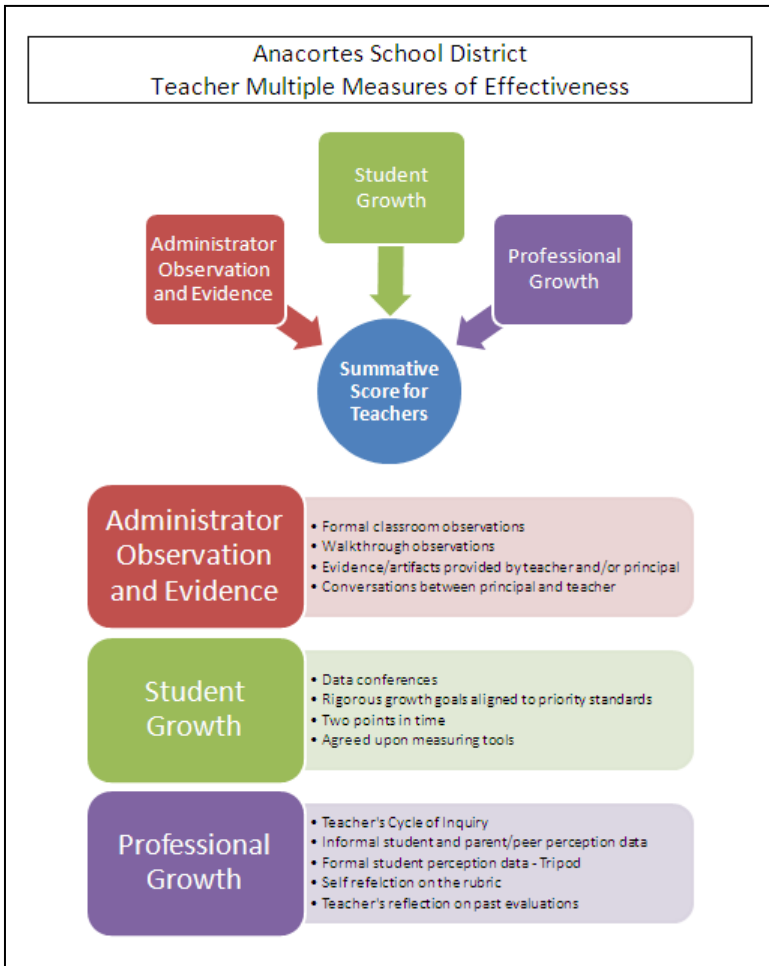 Anacortes School District
Teacher Multiple Measures of Effectiveness
Student
Growth
Administrator
Observation
and Evidence
Professional
Growth
Summative
Score for
Teachers
Administrator
Observation
and Evidence
• Formal classroom observations
• Walkthrough observations
• Evidence/artifacts provided by teacher and/or principal
• Conversations between principal and teacher
Student
Growth
• Data conferences
• Rigorous growth goals aligned to priority standards
• Two points in time
• Agreed upon measuring tools
Professional
Growth
• Teacher's Cycle of Inquiry
• Informal student and parent/peer perception data
• Formal student perception data - Tripod
• Self refelction on the rubric
• Teacher's reflection on past evaluations